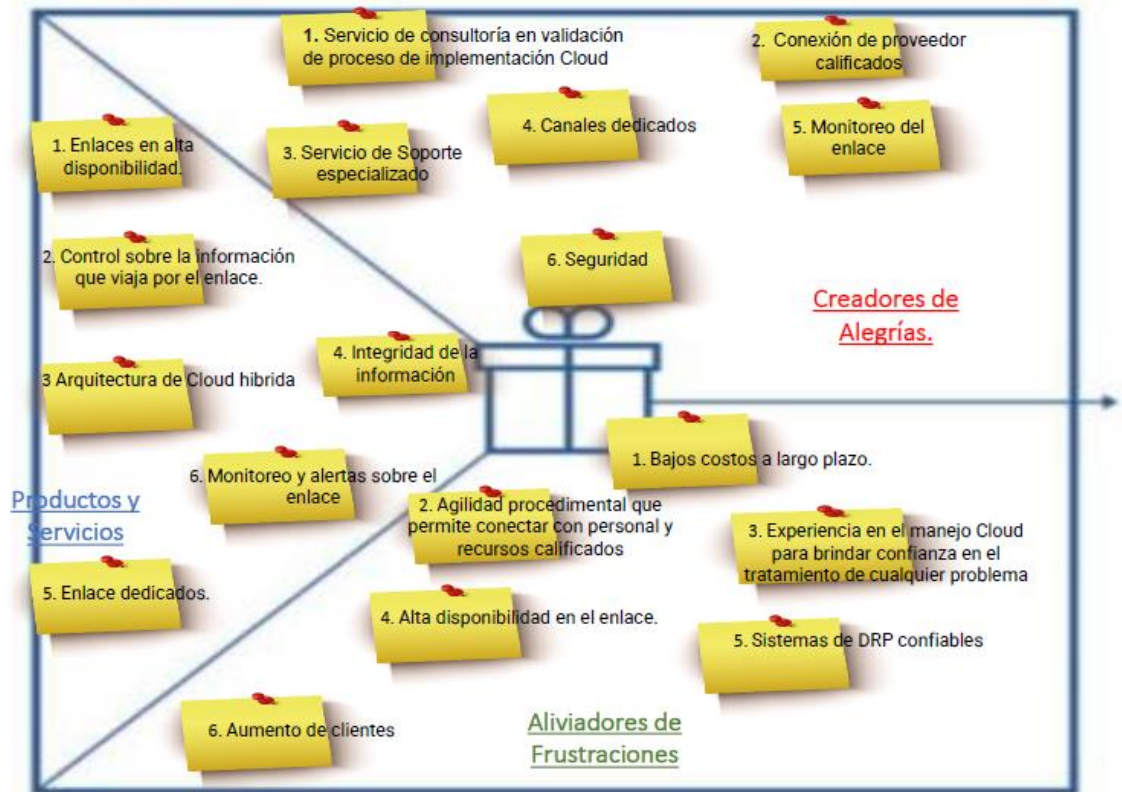 1. Servicio de consultoría en validación
de proceso de implementación Cloud
2. Conexión de proveedor
calificados
3. Servicio de Soporte
especializado
4. Canales dedicados
5. Monitoreo del
enlace
6. Seguridad
Creadores de
Alegrías.
1. Enlaces en alta
disponibilidad.
2. Control sobre la información
que viaja por el enlace.
3 Arquitectura de Cloud hibrida
4. Integridad de la
información
6. Monitoreo y alertas sobre el
enlace
Productos y
Servicios
5. Enlace dedicados.
1. Bajos costos a largo plazo.
2. Agilidad procedimental que
permite conectar con personal y
recursos calificados
3. Experiencia en el manejo Cloud
para brindar confianza en el
tratamiento de cualquier problema
4. Alta disponibilidad en el enlace.
5. Sistemas de DRP confiables
6. Aumento de clientes
Aliviadores de
Frustraciones